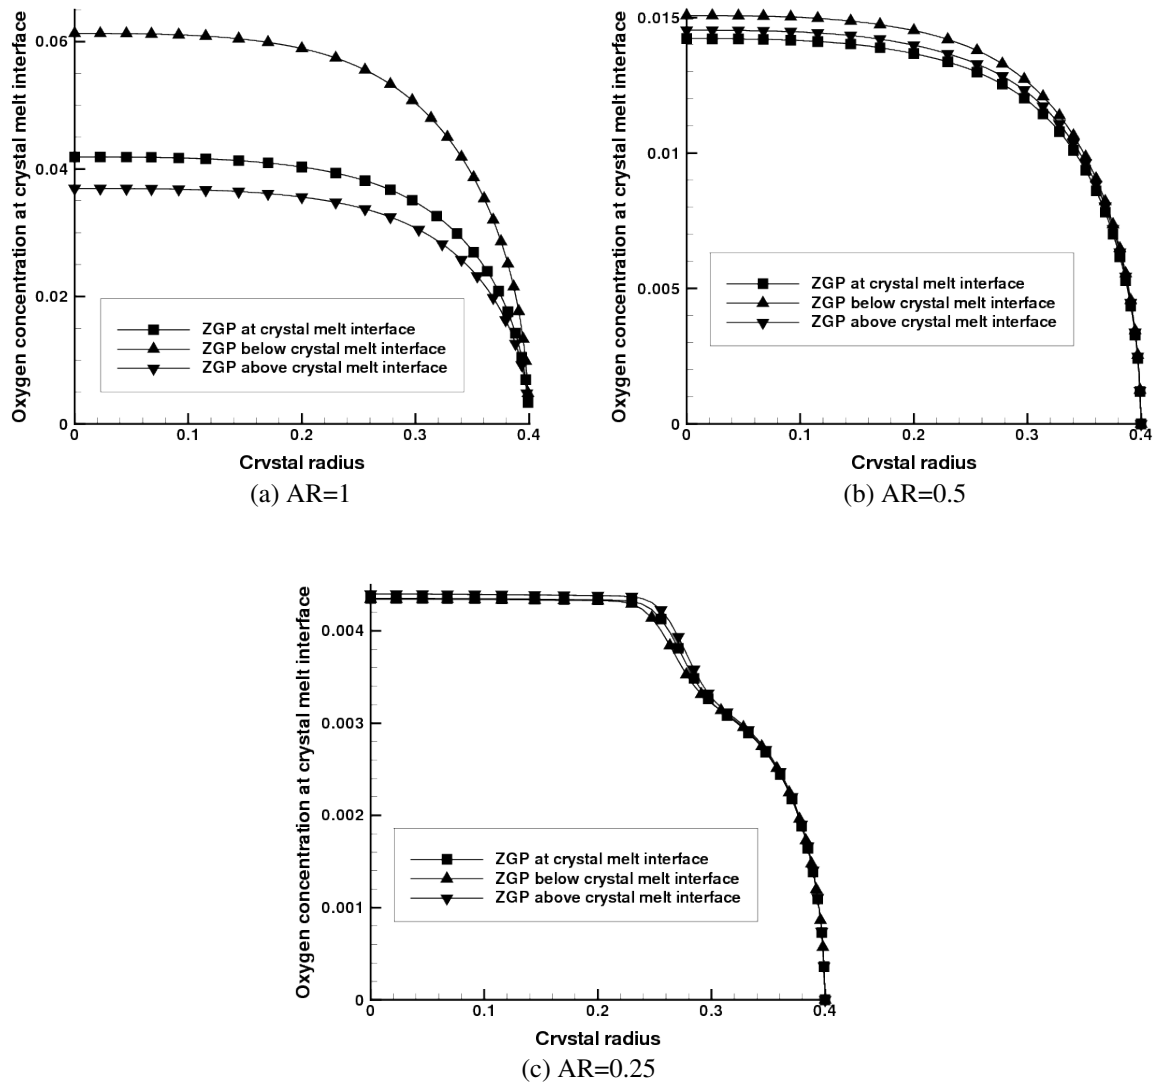 Oxygen concentration at crystal melt interface
0.06
0.04
0.02
0
ZGP at crystal melt interface
ZGP below crystal melt interface
ZGP above crystal melt interface
0 0.1 0.2 0.3 0.4
Crvstal radius
(a) AR=1
Oxygen concentration at crystal melt interface
0.015
0.01
0.005
0
ZGP at crystal melt interface
ZGP below crystal melt interface
ZGP above crystal melt interface
0 0.1 0.2 0.3 0.4
Crvstal radius
(b) AR=0.5
Oxygen concentration at crystal melt interface
0.004
0.003
0.002
0.001
0
ZGP at crystal melt interface
ZGP below crystal melt interface
ZGP above crystal melt interface
0 0.1 0.2 0.3 0.4
Crvstal radius
(c) AR=0.25